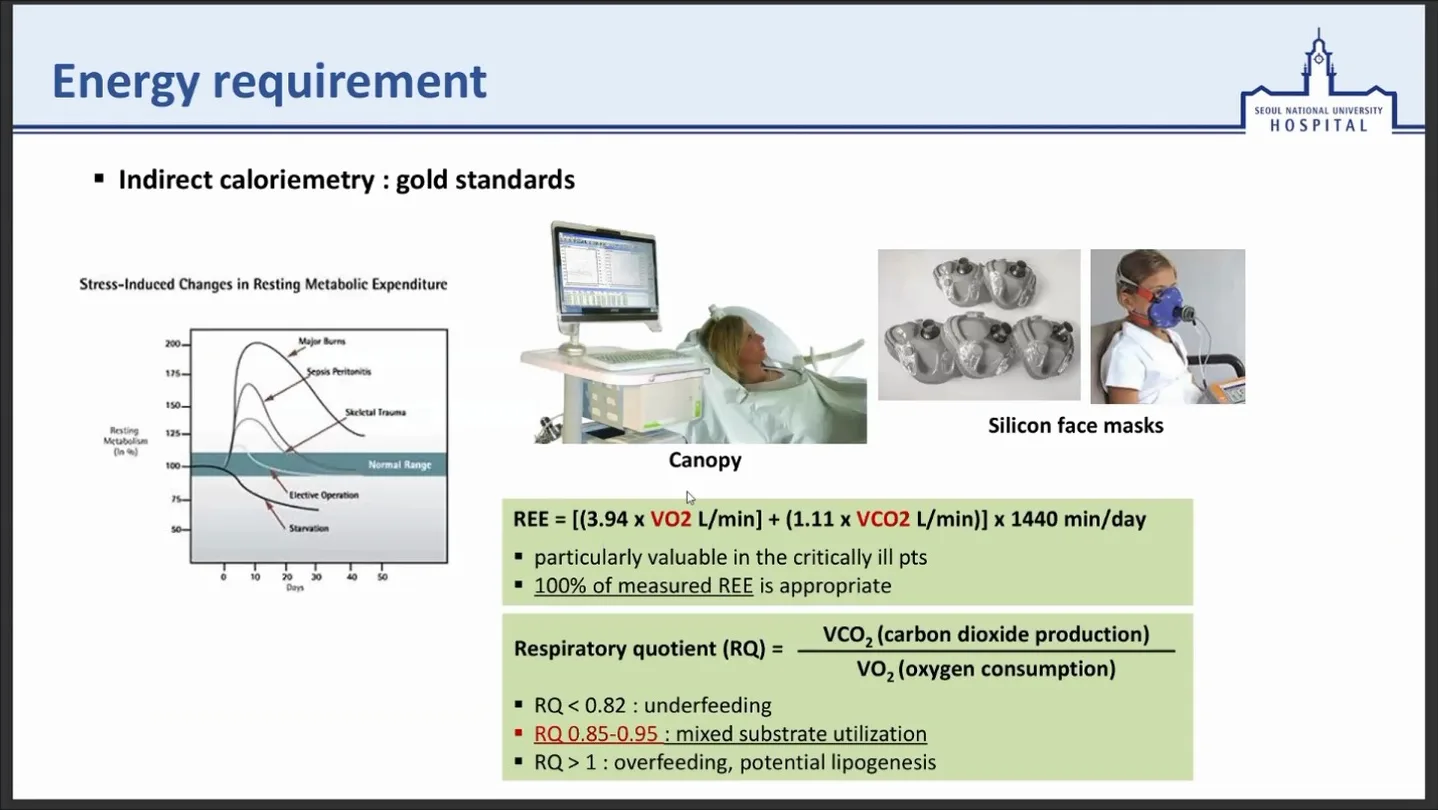 Energy requirement
SEOUL NATIONAL UNIVERSITY
HOSPITAL
▪ Indirect caloriemetry : gold standards
Stress-Induced Changes in Resting Metabolic Expenditure
200
175
150
125
100
75
50
Resting
Metabolism
(In %)
Major Burns
Sepsis Peritonitis
Skeletal Trauma
Normal Range
Elective Operation
Starvation
0 10 20 30 40 50
Days
Canopy
Silicon face masks
REE = [(3.94 x VO2 L/min] + (1.11 x VCO2 L/min)] x 1440 min/day
▪ particularly valuable in the critically ill pts
▪ 100% of measured REE is appropriate
Respiratory quotient (RQ) =
VCO₂ (carbon dioxide production)
VO₂ (oxygen consumption)
▪ RQ < 0.82 : underfeeding
▪ RQ 0.85-0.95 : mixed substrate utilization
▪ RQ > 1 : overfeeding, potential lipogenesis